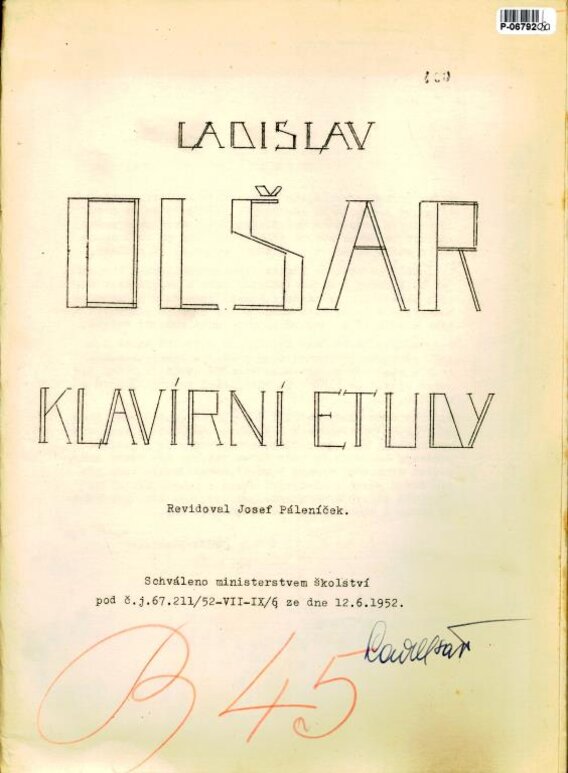 LADISLAV
OLŠAR
KLAVÍRNÍ ETUDY
Revidoval Josef Páleníček.
Schváleno ministerstvem školství
pod č.j.67.211/52-VII-IX/6 ze dne 12.6.1952.
B 45